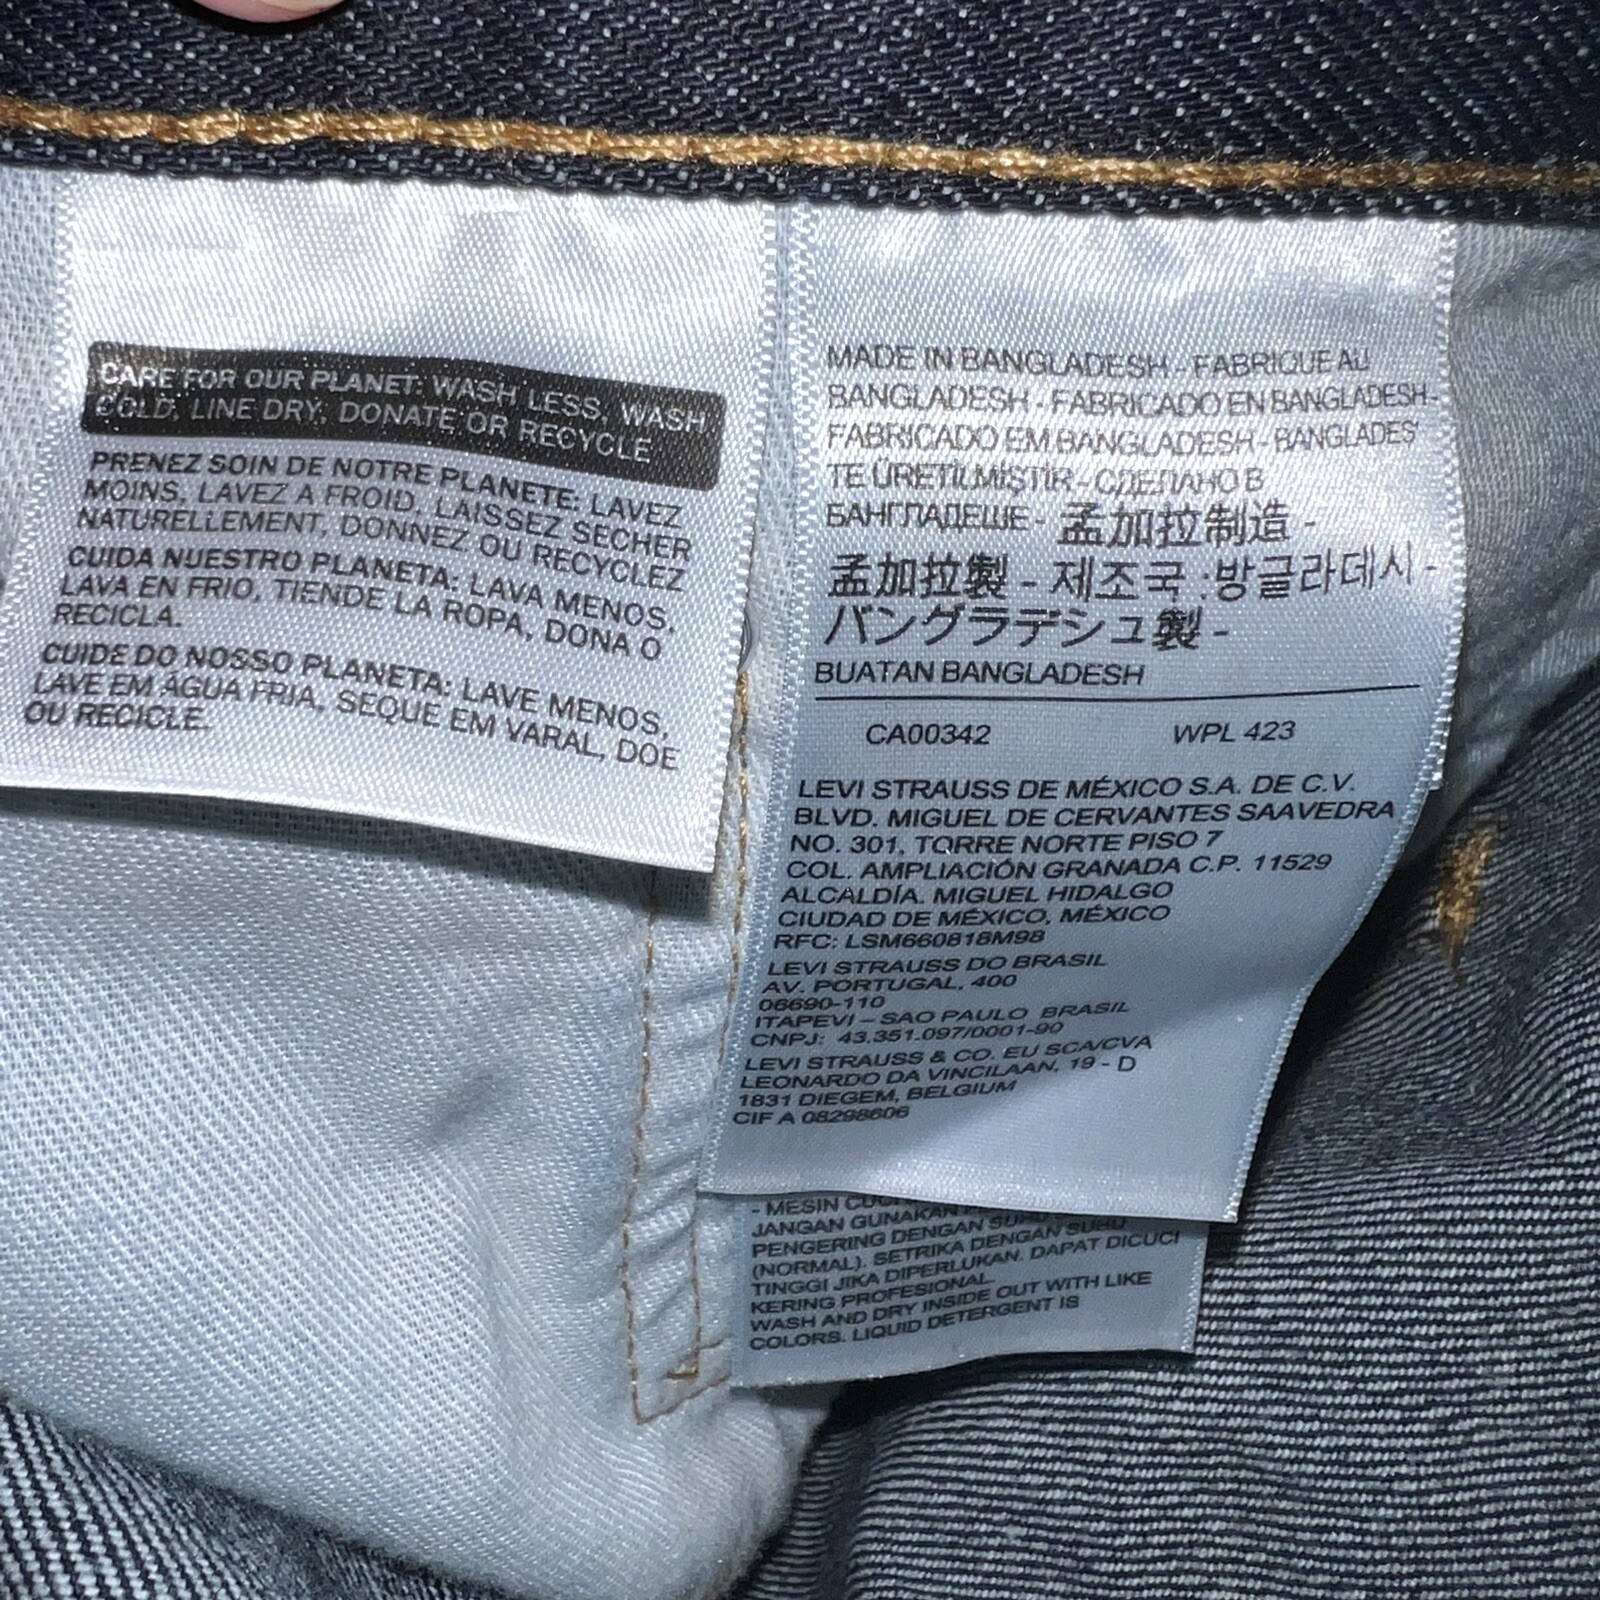 CARE FOR OUR PLANET: WASH LESS, WASH
COLD, LINE DRY, DONATE OR RECYCLE
PRENEZ SOIN DE NOTRE PLANETE: LAVEZ
MOINS, LAVEZ A FROID, LAISSEZ SECHER
NATURELLEMENT, DONNEZ OU RECYCLEZ
CUIDA NUESTRO PLANETA: LAVA MENOS,
LAVA EN FRIO, TIENDE LA ROPA, DONA O
RECICLA.
CUIDE DO NOSSO PLANETA: LAVE MENOS,
LAVE EM ÁGUA FRIA, SEQUE EM VARAL, DOE
OU RECICLE.
MADE IN BANGLADESH - FABRIQUE AU
BANGLADESH - FABRICADO EN BANGLADESH -
FABRICADO EM BANGLADESH - BANGLADES'
TE ÜRETİLMİŞTİR - СДЕЛАНО В
БАНГЛАДЕШЕ - 孟加拉制造 -
孟加拉製 - 제조국 :방글라데시 -
バングラデシュ製 -
BUATAN BANGLADESH
CA00342 WPL 423
LEVI STRAUSS DE MÉXICO S.A. DE C.V.
BLVD. MIGUEL DE CERVANTES SAAVEDRA
NO. 301, TORRE NORTE PISO 7
COL. AMPLIACIÓN GRANADA C.P. 11529
ALCALDÍA. MIGUEL HIDALGO
CIUDAD DE MÉXICO, MÉXICO
RFC: LSM660818M98
LEVI STRAUSS DO BRASIL
AV. PORTUGAL, 400
06690-110
ITAPEVI – SAO PAULO BRASIL
CNPJ: 43.351.097/0001-90
LEVI STRAUSS & CO. EU SCA/CVA
LEONARDO DA VINCILAAN, 19 - D
1831 DIEGEM, BELGIUM
CIF A 08298606
- MESIN
JANGAN GUNAKAN
PENGERING DENGAN SUHU
(NORMAL). SETRIKA DENGAN SUHU
TINGGI JIKA DIPERLUKAN. DAPAT DICUCI
KERING PROFESIONAL.
WASH AND DRY INSIDE OUT WITH LIKE
COLORS. LIQUID DETERGENT IS